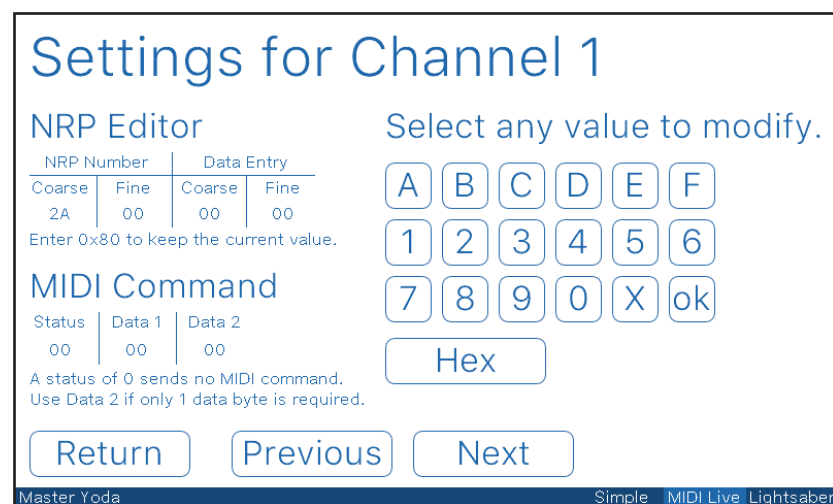 Settings for Channel 1
NRP Editor
NRP Number Data Entry
Coarse Fine Coarse Fine
2A 00 00 00
Enter 0x80 to keep the current value.
MIDI Command
Status Data 1 Data 2
00 00 00
A status of 0 sends no MIDI command.
Use Data 2 if only 1 data byte is required.
Select any value to modify.
A B C D E F
1 2 3 4 5 6
7 8 9 0 X ok
Hex
Return Previous Next
Master Yoda Simple MIDI Live Lightsaber